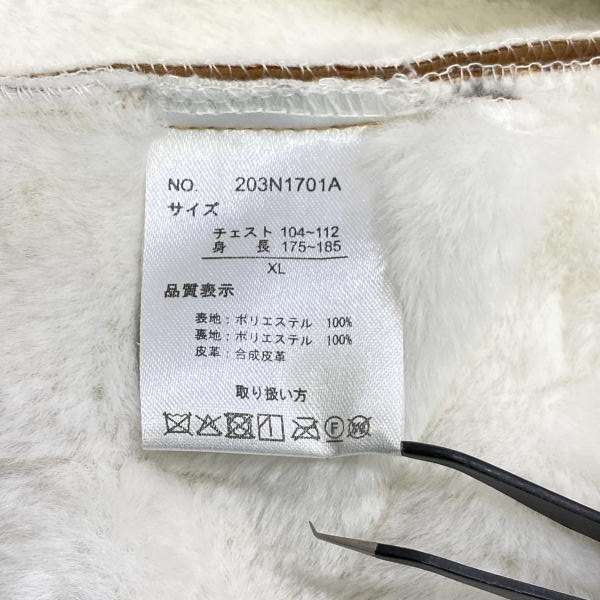 NO. 203N1701A
サイズ
チェスト 104~112
身 長 175~185
XL
品質表示
表地:ポリエステル 100%
裏地:ポリエステル 100%
皮革:合成皮革
取り扱い方
F